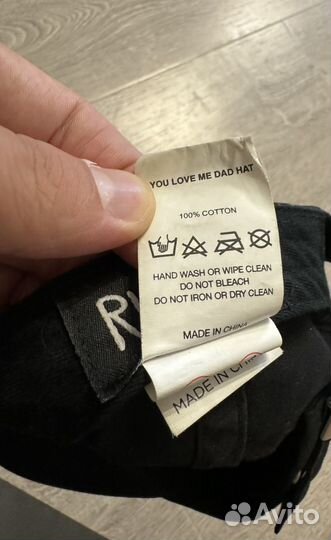 YOU LOVE ME DAD HAT
100% COTTON
HAND WASH OR WIPE CLEAN
DO NOT BLEACH
DO NOT IRON OR DRY CLEAN
MADE IN CHINA
MADE IN CHI
Avito